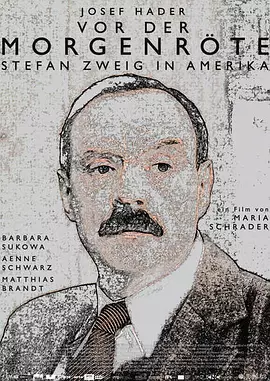 JOSEF HADER
VOR DER
MORGENRÖTE
STEFAN ZWEIG IN AMERIKA
BARBARA
SUKOWA
AENNE
SCHWARZ
MATTHIAS
BRANDT
ein Film von
MARIA
SCHRADER